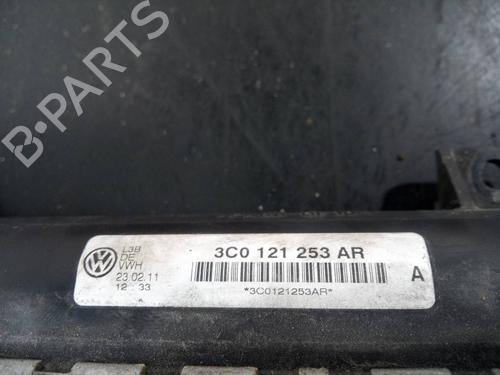 B-PARTS
L3B
DE
VWH
23.02.11
12 33
3C0 121 253 AR
*3C0121253AR*
A